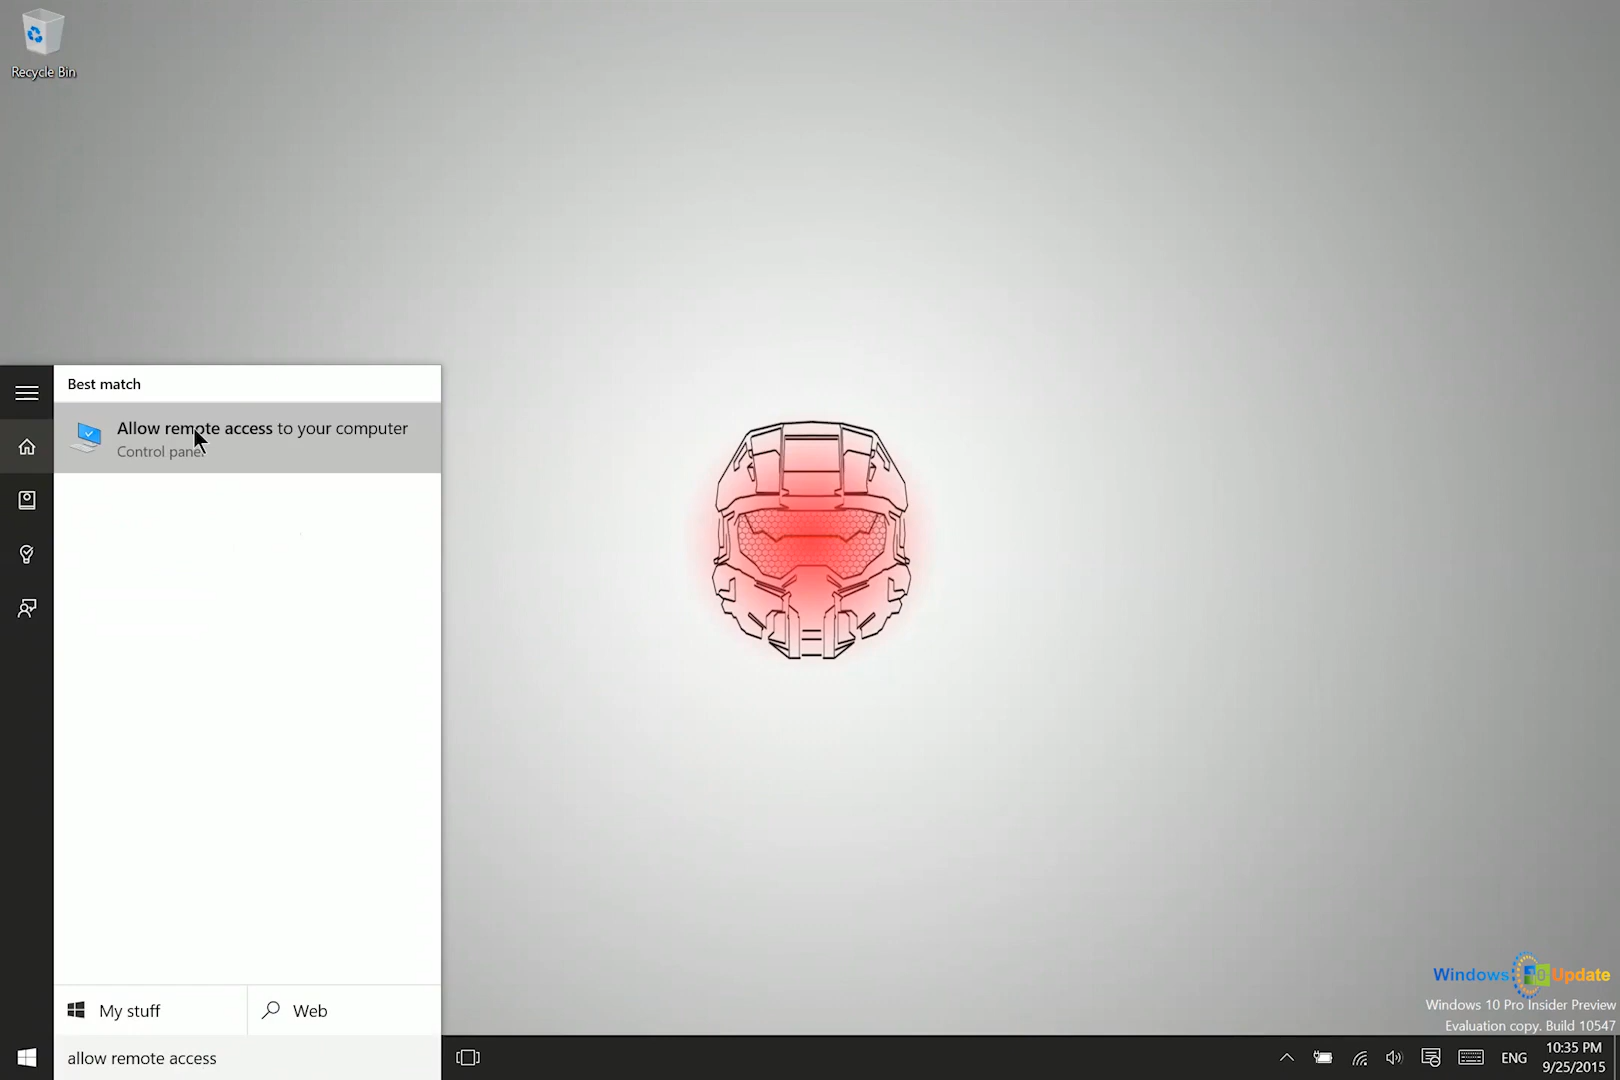 Recycle Bin
Best match
Allow remote access to your computer
Control panel
My stuff
Web
allow remote access
Windows 10 Update
Windows 10 Pro Insider Preview
Evaluation copy. Build 10547
ENG
10:35 PM
9/25/2015